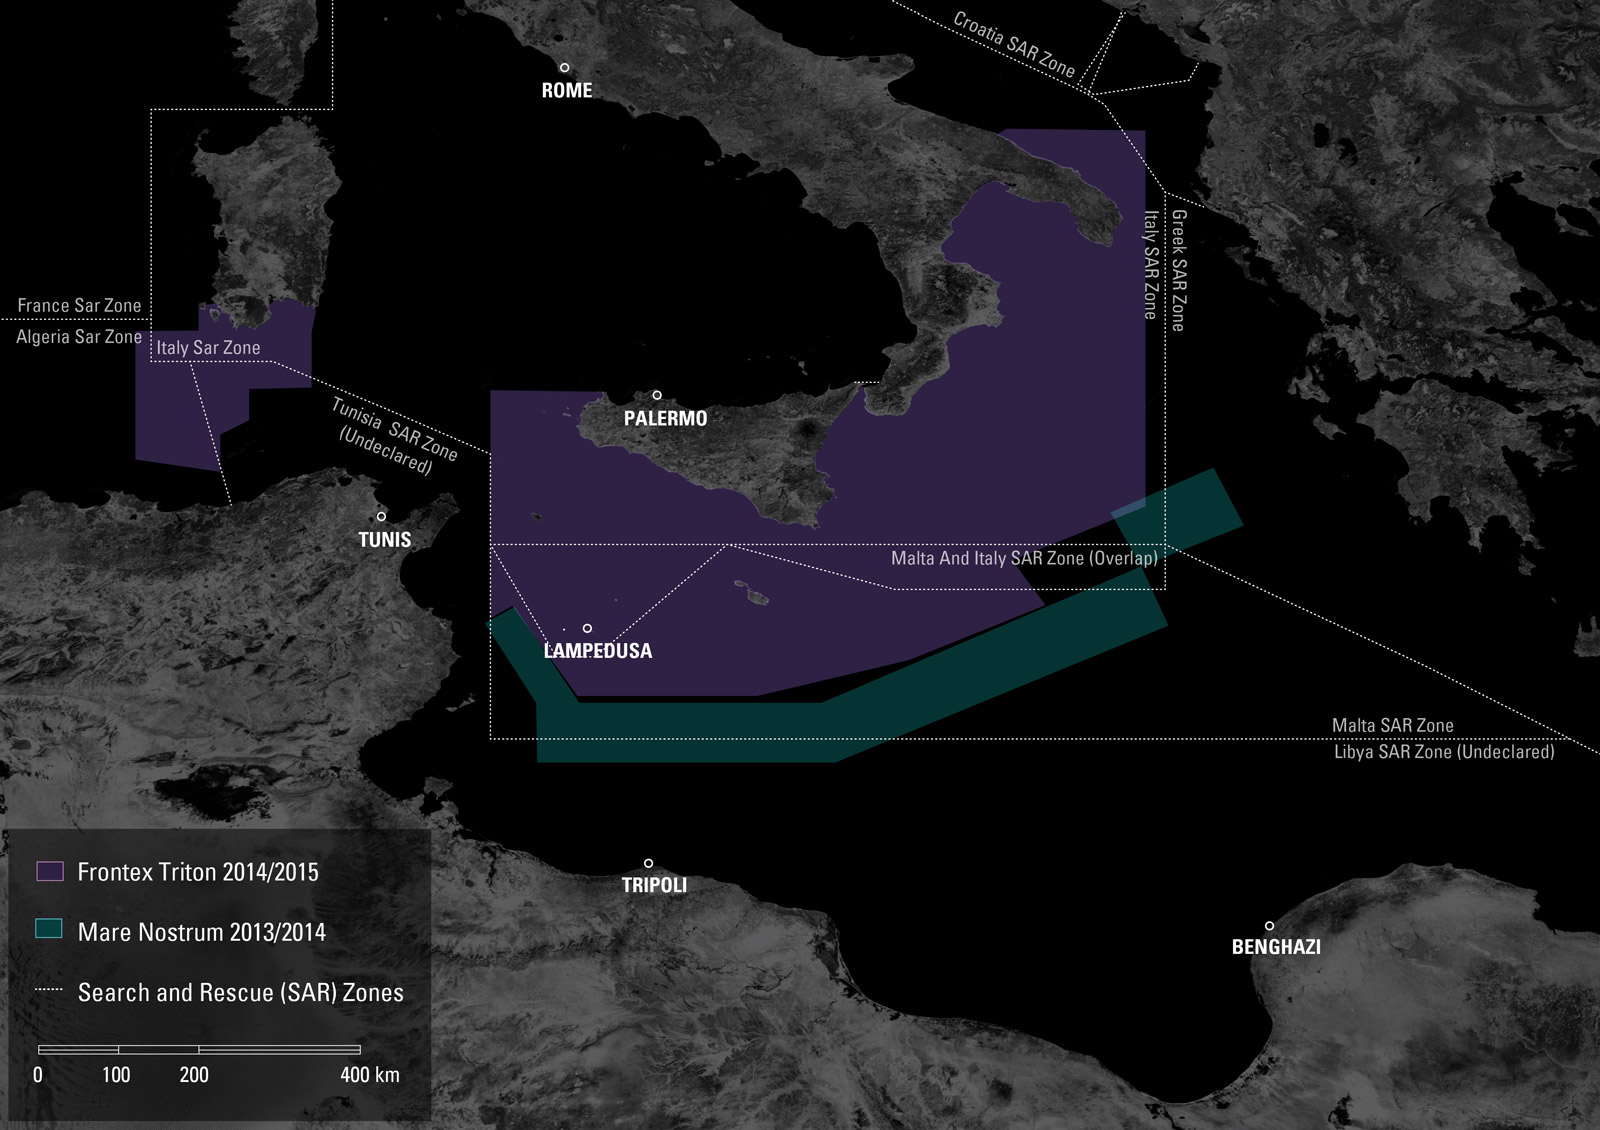 Croatia SAR Zone
ROME
Italy SAR Zone
Greek SAR Zone
France Sar Zone
Algeria Sar Zone
Italy Sar Zone
Tunisia SAR Zone
(Undeclared)
PALERMO
TUNIS
Malta And Italy SAR Zone (Overlap)
LAMPEDUSA
Malta SAR Zone
Libya SAR Zone (Undeclared)
TRIPOLI
BENGHAZI
Frontex Triton 2014/2015
Mare Nostrum 2013/2014
Search and Rescue (SAR) Zones
0 100 200 400 km